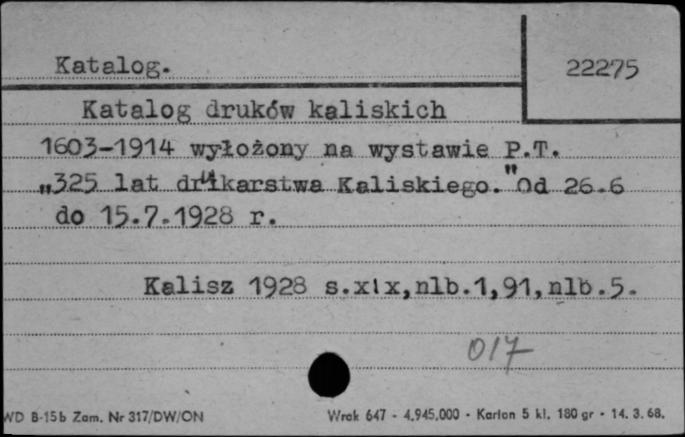 Katalog.
22275
Katalog druków kaliskich
1603-1914 wyłożony na wystawie P.T.
„325 lat drukarstwa Kaliskiego." Od 26.6
do 15.7.1928 r.
Kalisz 1928 s.x!x,nlb.1,91,nlb.5.
017
WD B-15b Zam. Nr 317/DW/ON
Wrak 647 - 4.945.000 - Karton 5 kl. 180 gr - 14. 3. 68.